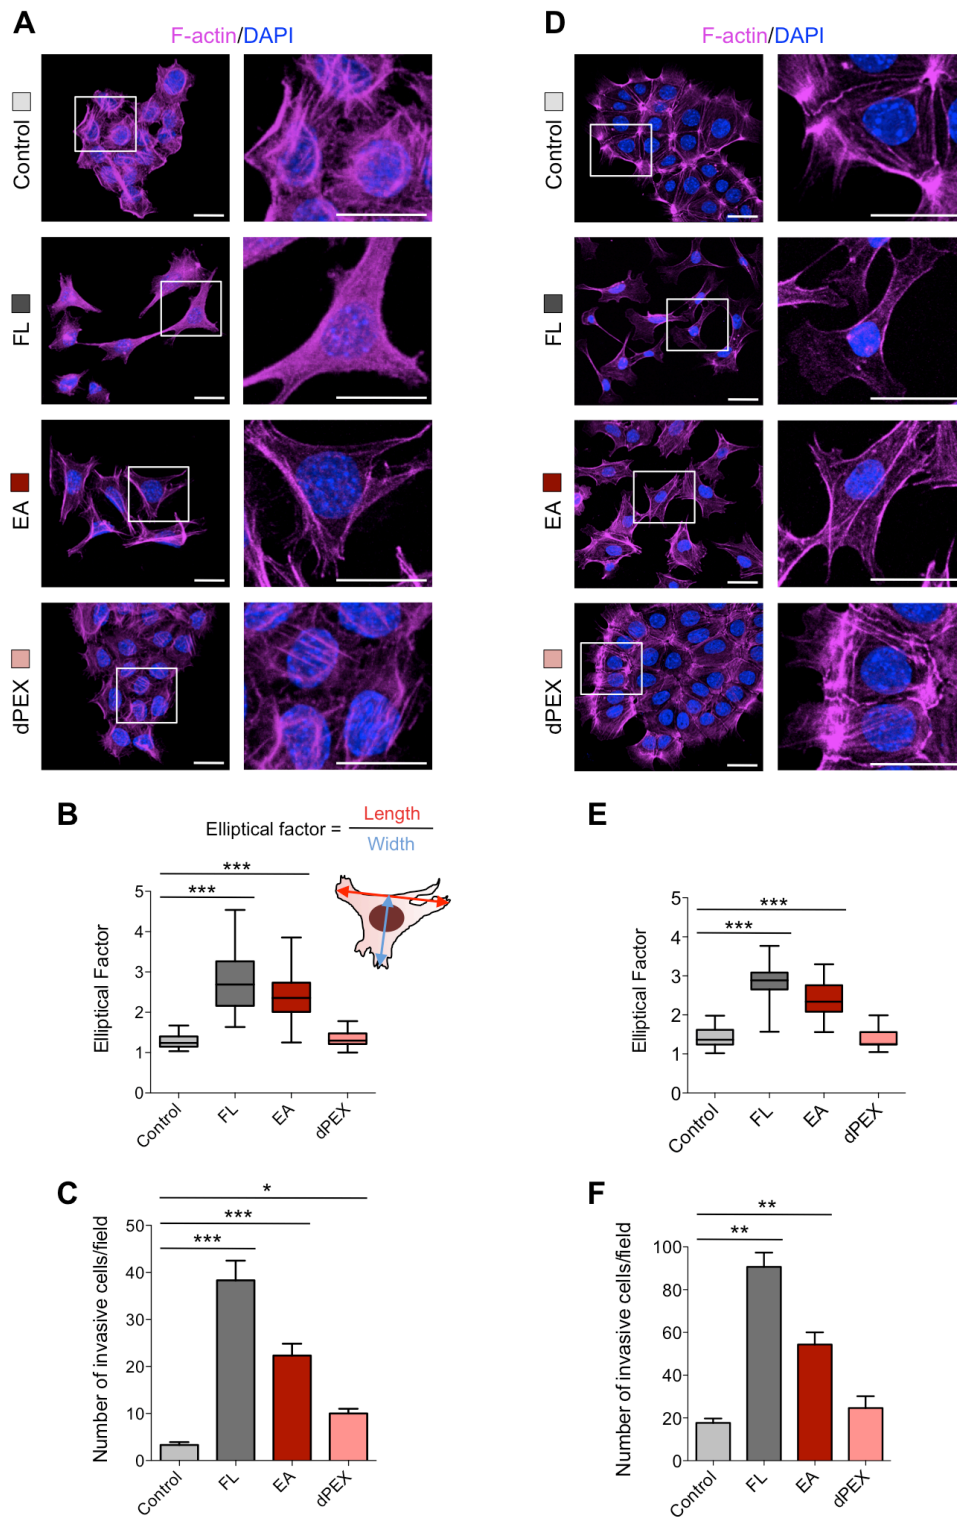 A
F-actin/DAPI
Control
FL
EA
dPEX
B
Elliptical factor = Length
Width
Elliptical Factor
***
***
5
4
3
2
1
0
Control
FL
EA
dPEX
C
Number of invasive cells/field
*
***
***
50
40
30
20
10
0
Control
FL
EA
dPEX
D
F-actin/DAPI
Control
FL
EA
dPEX
E
Elliptical Factor
***
***
5
4
3
2
1
0
Control
FL
EA
dPEX
F
Number of invasive cells/field
**
**
100
80
60
40
20
0
Control
FL
EA
dPEX